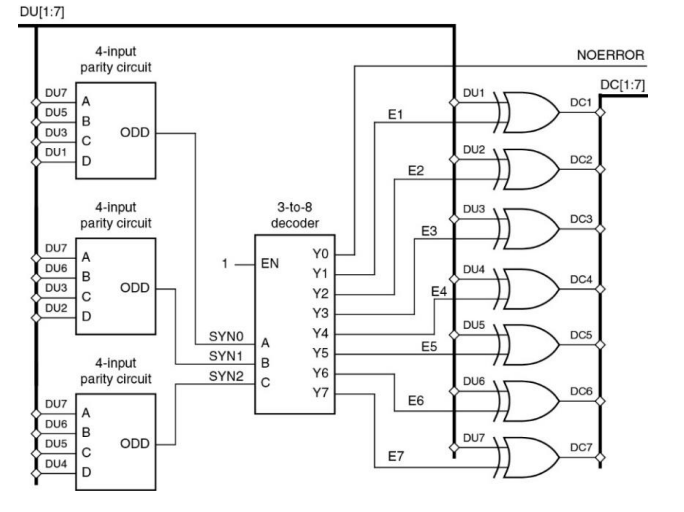 DU[1:7]
4-input
parity circuit
DU7
DU5
DU3
DU1
A
B
C
D
ODD
4-input
parity circuit
DU7
DU6
DU3
DU2
A
B
C
D
ODD
4-input
parity circuit
DU7
DU6
DU5
DU4
A
B
C
D
ODD
SYN0
SYN1
SYN2
3-to-8
decoder
1
EN
A
B
C
Y0
Y1
Y2
Y3
Y4
Y5
Y6
Y7
E1
E2
E3
E4
E5
E6
E7
NOERROR
DC[1:7]
DU1
DC1
DU2
DC2
DU3
DC3
DU4
DC4
DU5
DC5
DU6
DC6
DU7
DC7